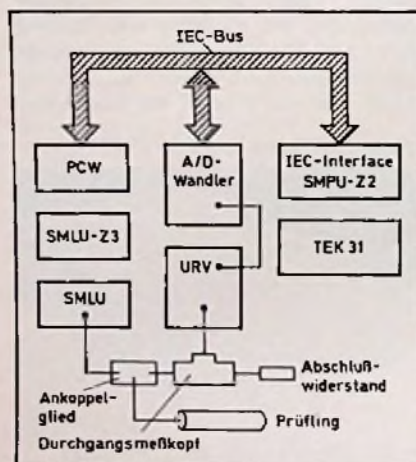 IEC-Bus
PCW
A/D-
Wandler
IEC-Interface
SMPU-Z2
SMLU-Z3
URV
TEK 31
SMLU
Abschluß-
widerstand
Ankoppel-
glied
Prüfling
Durchgangsmeßkopf